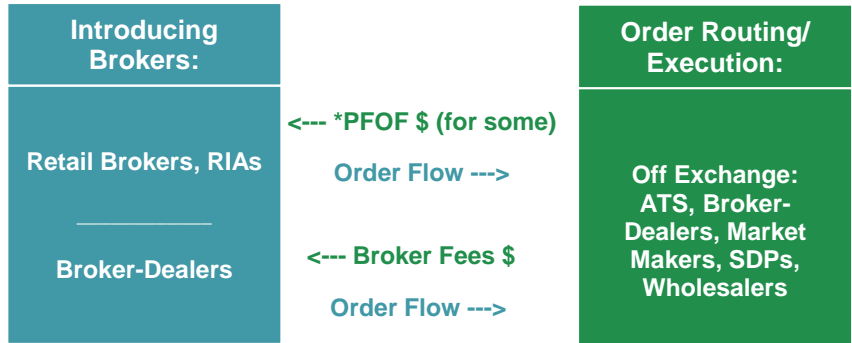 Introducing
Brokers:
Retail Brokers, RIAs
____________
Broker-Dealers
<--- *PFOF $ (for some)
Order Flow --->
<--- Broker Fees $
Order Flow --->
Order Routing/
Execution:
Off Exchange:
ATS, Broker-
Dealers, Market
Makers, SDPs,
Wholesalers